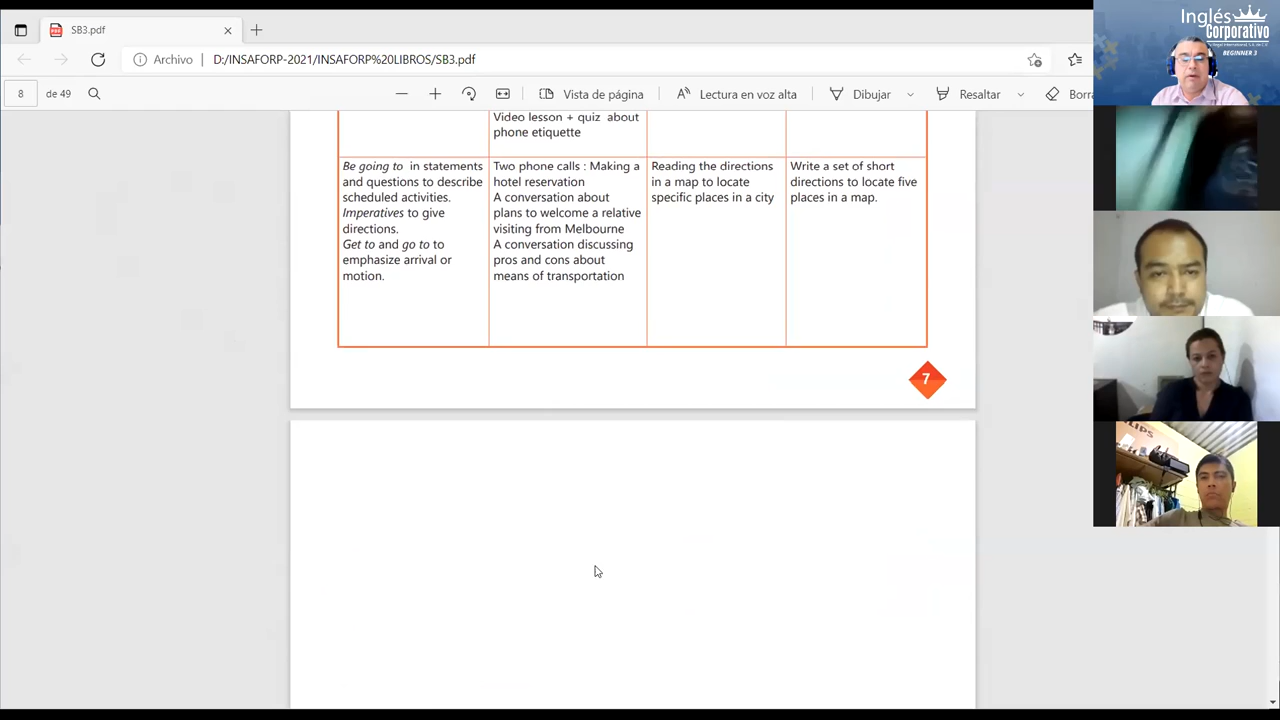 SB3.pdf
Archivo
D:/INSAFORP-2021/INSAFORP%20LIBROS/SB3.pdf
8
de 49
Vista de página
Lectura en voz alta
Dibujar
Resaltar
Borra
Inglés
Corporativo
BEGINNER 3
Video lesson + quiz about
phone etiquette
Be going to in statements
and questions to describe
scheduled activities.
Imperatives to give
directions.
Get to and go to to
emphasize arrival or
motion.
Two phone calls : Making a
hotel reservation
A conversation about
plans to welcome a relative
visiting from Melbourne
A conversation discussing
pros and cons about
means of transportation
Reading the directions
in a map to locate
specific places in a city
Write a set of short
directions to locate five
places in a map.
7